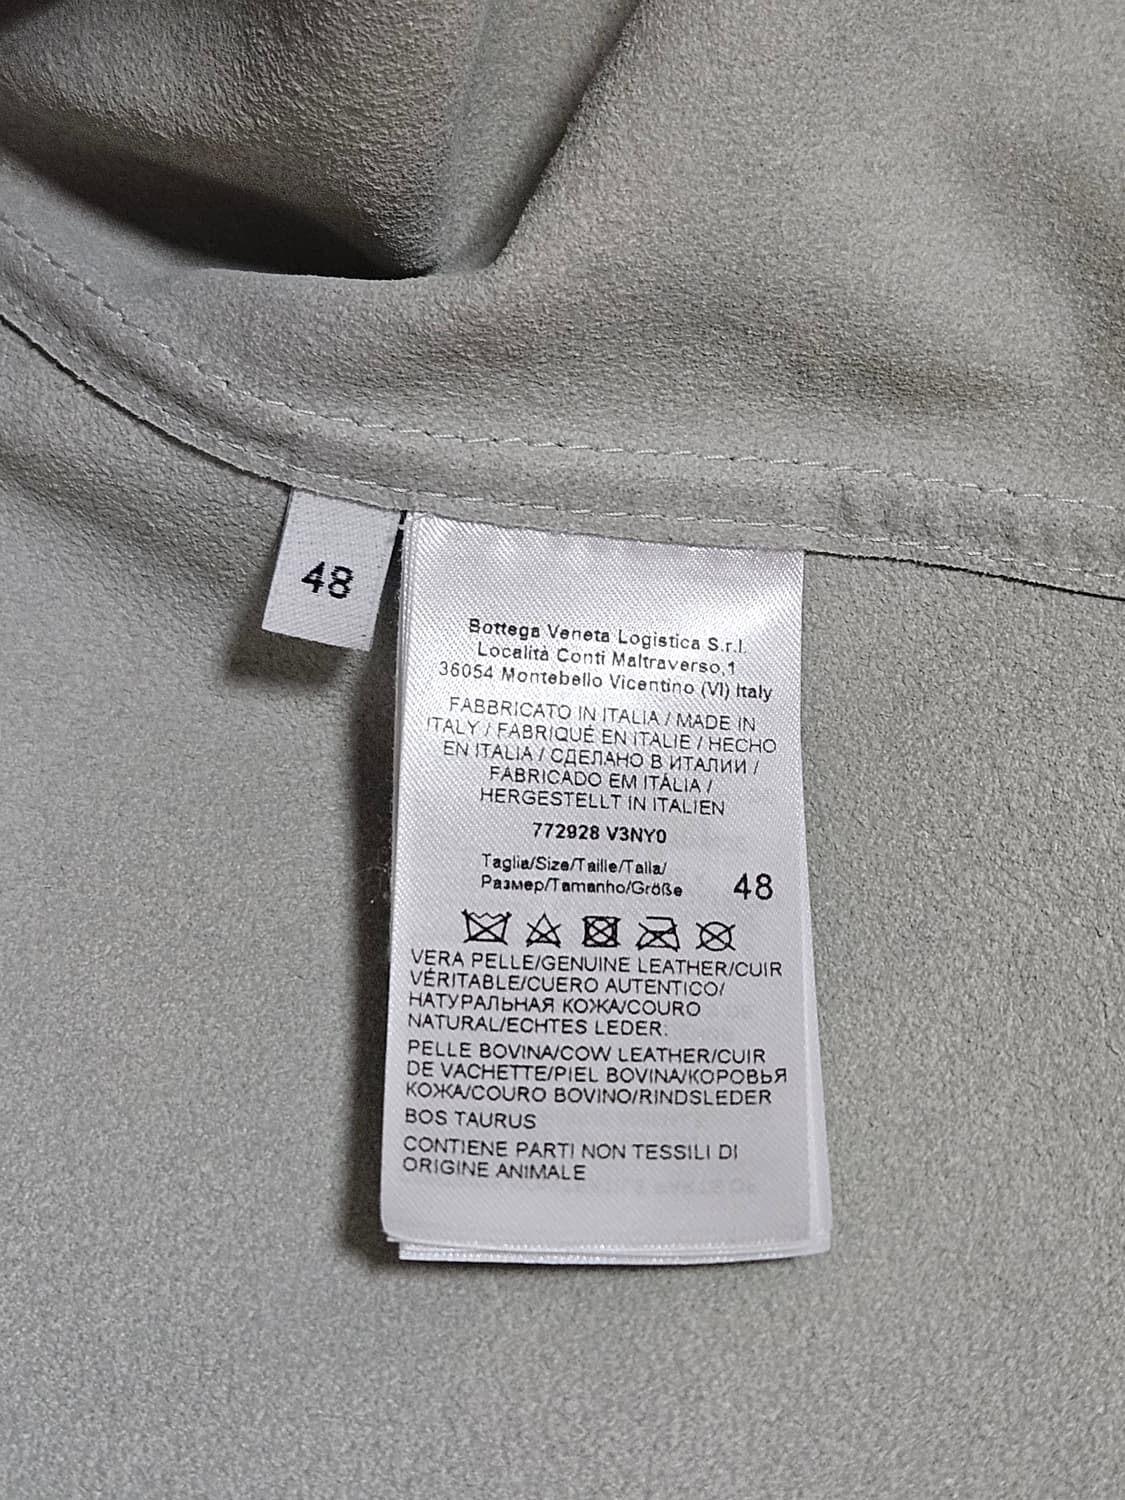 48
Bottega Veneta Logistica S.r.l.
Località Conti Maltraverso,1
36054 Montebello Vicentino (VI) Italy
FABBRICATO IN ITALIA / MADE IN
ITALY / FABRIQUÉ EN ITALIE / HECHO
EN ITALIA / СДЕЛАНО В ИТАЛИИ /
FABRICADO EM ITÁLIA /
HERGESTELLT IN ITALIEN
772928 V3NY0
Taglia/Size/Taille/Talla/
Размер/Tamanho/Größe 48
VERA PELLE/GENUINE LEATHER/CUIR
VÉRITABLE/CUERO AUTENTICO/
НАТУРАЛЬНАЯ КОЖА/COURO
NATURAL/ECHTES LEDER:
PELLE BOVINA/COW LEATHER/CUIR
DE VACHETTE/PIEL BOVINA/КОРОВЬЯ
КОЖА/COURO BOVINO/RINDSLEDER
BOS TAURUS
CONTIENE PARTI NON TESSILI DI
ORIGINE ANIMALE